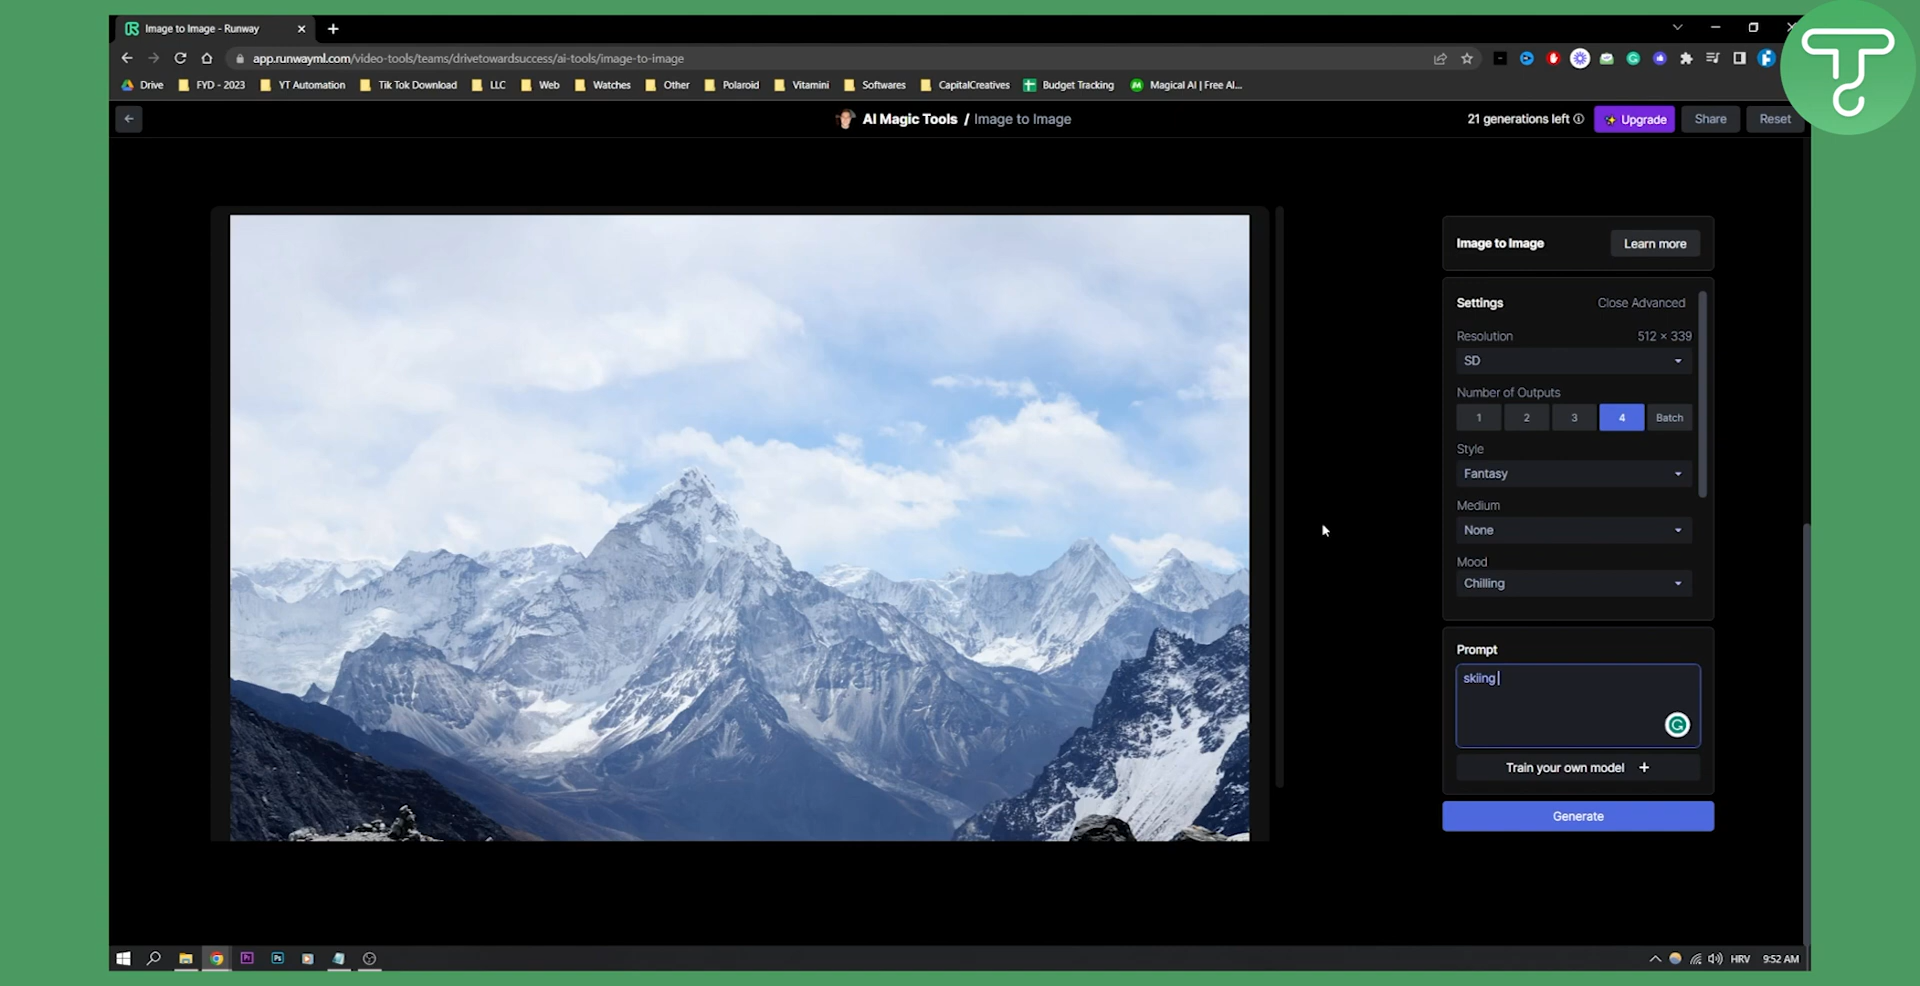 Image to Image - Runway
app.runwayml.com/video-tools/teams/drivetowardsuccess/ai-tools/image-to-image
Drive FYD - 2023 YT Automation Tik Tok Download LLC Web Watches Other Polaroid Vitamini Softwares CapitalCreatives Budget Tracking Magical AI | Free AI...
AI Magic Tools / Image to Image
21 generations left
Upgrade
Share
Reset
Image to Image
Learn more
Settings
Close Advanced
Resolution
512 × 339
SD
Number of Outputs
1 2 3 4 Batch
Style
Fantasy
Medium
None
Mood
Chilling
Prompt
skiing
Train your own model +
Generate
Pr
Ps
HRV
9:52 AM